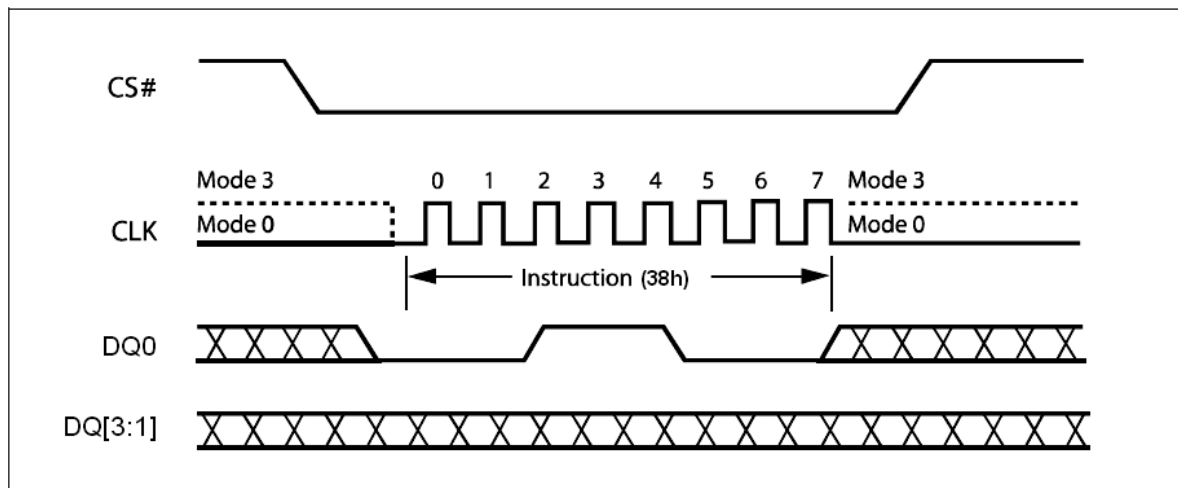 CS#
Mode 3 0 1 2 3 4 5 6 7 Mode 3
CLK Mode 0 Mode 0
Instruction (38h)
DQ0
DQ[3:1]